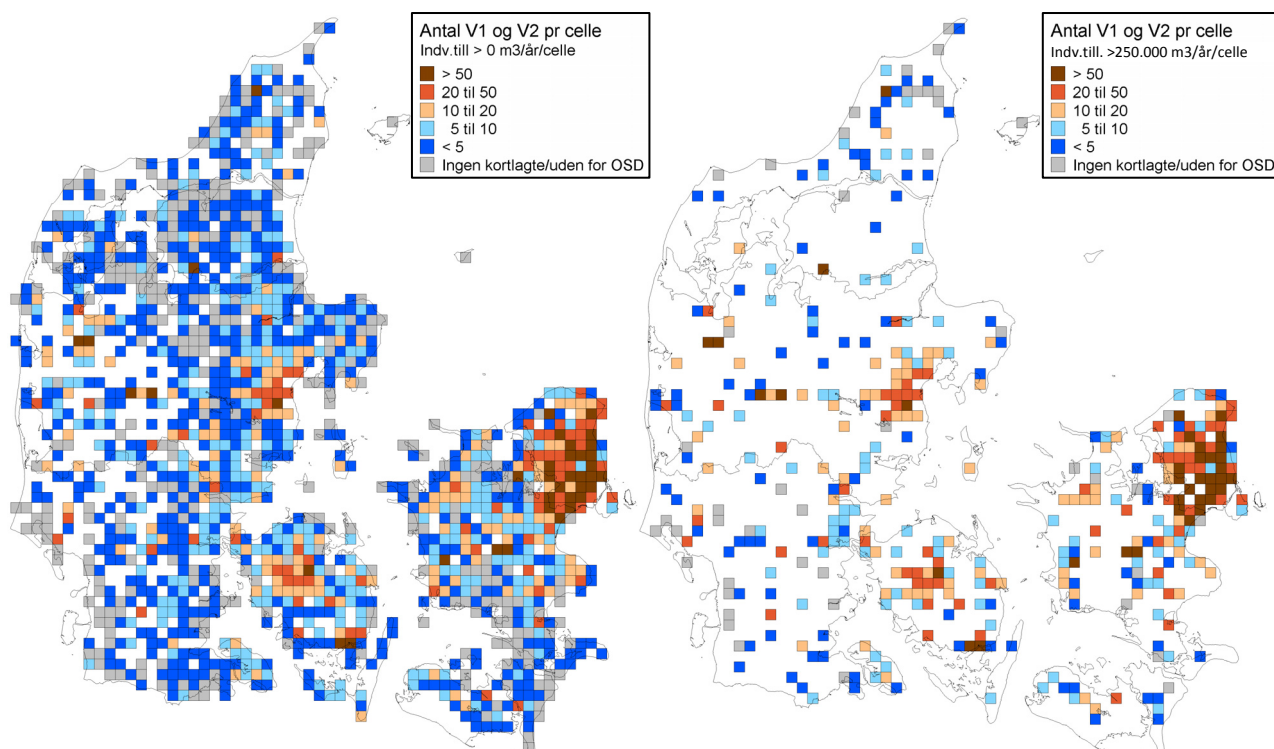 Antal V1 og V2 pr celle
Indv.till > 0 m3/år/celle
> 50
20 til 50
10 til 20
5 til 10
< 5
Ingen kortlagte/uden for OSD
Antal V1 og V2 pr celle
Indv.till. >250.000 m3/år/celle
> 50
20 til 50
10 til 20
5 til 10
< 5
Ingen kortlagte/uden for OSD